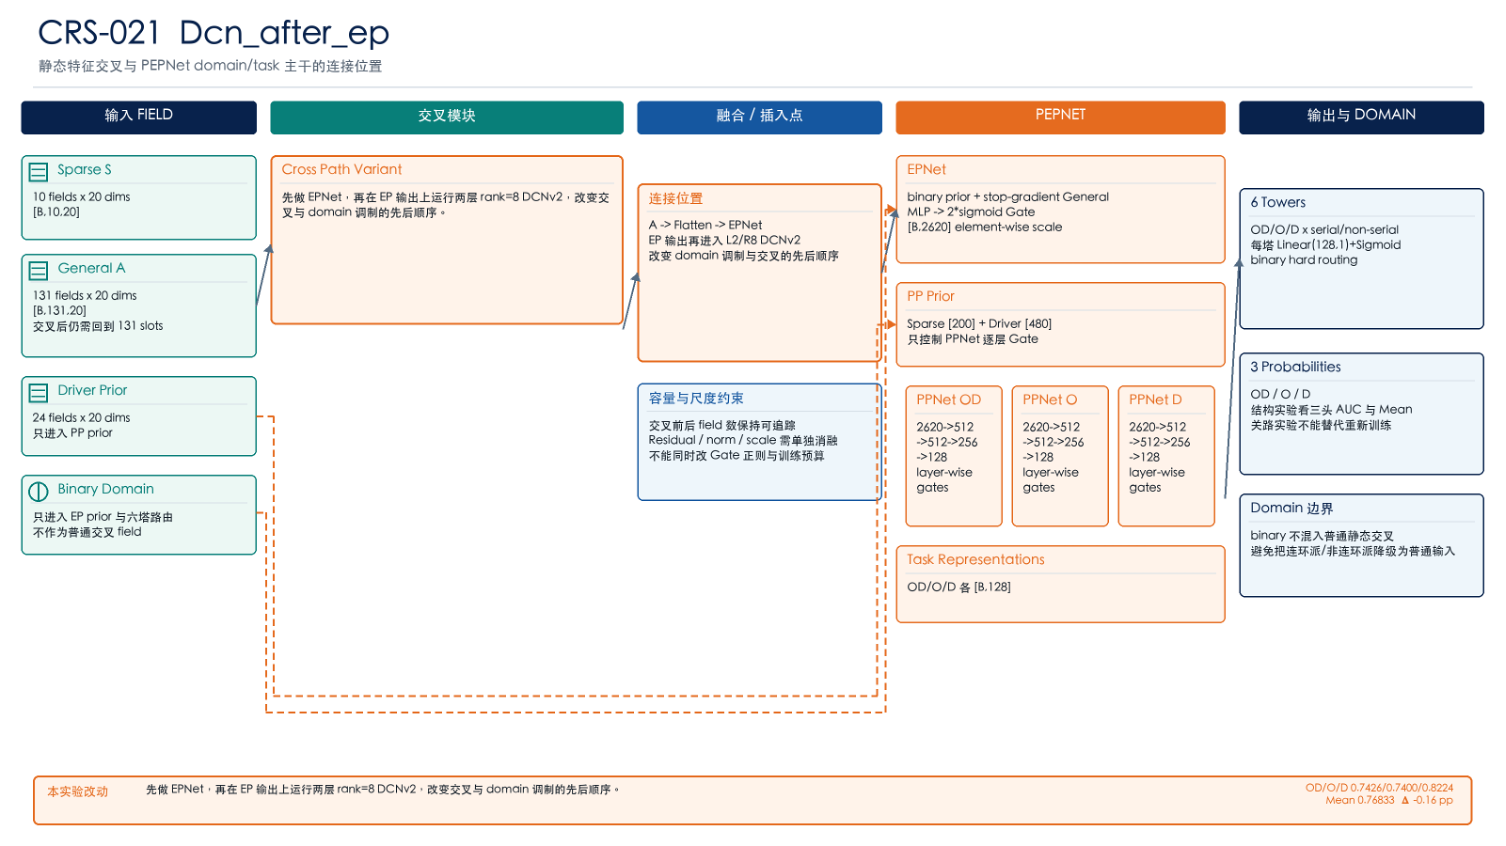 CRS-021 Dcn_after_ep
静态特征交叉与 PEPNet domain/task 主干的连接位置
输入 FIELD
交叉模块
融合 / 插入点
PEPNET
输出与 DOMAIN
Sparse S
10 fields x 20 dims
[B,10,20]
General A
131 fields x 20 dims
[B,131,20]
交叉后仍需回到 131 slots
Driver Prior
24 fields x 20 dims
只进入 PP prior
Binary Domain
只进入 EP prior 与六塔路由
不作为普通交叉 field
Cross Path Variant
先做 EPNet，再在 EP 输出上运行两层 rank=8 DCNv2，改变交
叉与 domain 调制的先后顺序。
连接位置
A -> Flatten -> EPNet
EP 输出再进入 L2/R8 DCNv2
改变 domain 调制与交叉的先后顺序
容量与尺度约束
交叉前后 field 数保持可追踪
Residual / norm / scale 需单独消融
不能同时改 Gate 正则与训练预算
EPNet
binary prior + stop-gradient General
MLP -> 2*sigmoid Gate
[B,2620] element-wise scale
PP Prior
Sparse [200] + Driver [480]
只控制 PPNet 逐层 Gate
PPNet OD
2620->512
->512->256
->128
layer-wise
gates
PPNet O
2620->512
->512->256
->128
layer-wise
gates
PPNet D
2620->512
->512->256
->128
layer-wise
gates
Task Representations
OD/O/D 各 [B,128]
6 Towers
OD/O/D x serial/non-serial
每塔 Linear(128,1)+Sigmoid
binary hard routing
3 Probabilities
OD / O / D
结构实验看三头 AUC 与 Mean
关路实验不能替代重新训练
Domain 边界
binary 不混入普通静态交叉
避免把连环派/非连环派降级为普通输入
本实验改动
先做 EPNet，再在 EP 输出上运行两层 rank=8 DCNv2，改变交叉与 domain 调制的先后顺序。
OD/O/D 0.7426/0.7400/0.8224
Mean 0.76833 Δ -0.16 pp